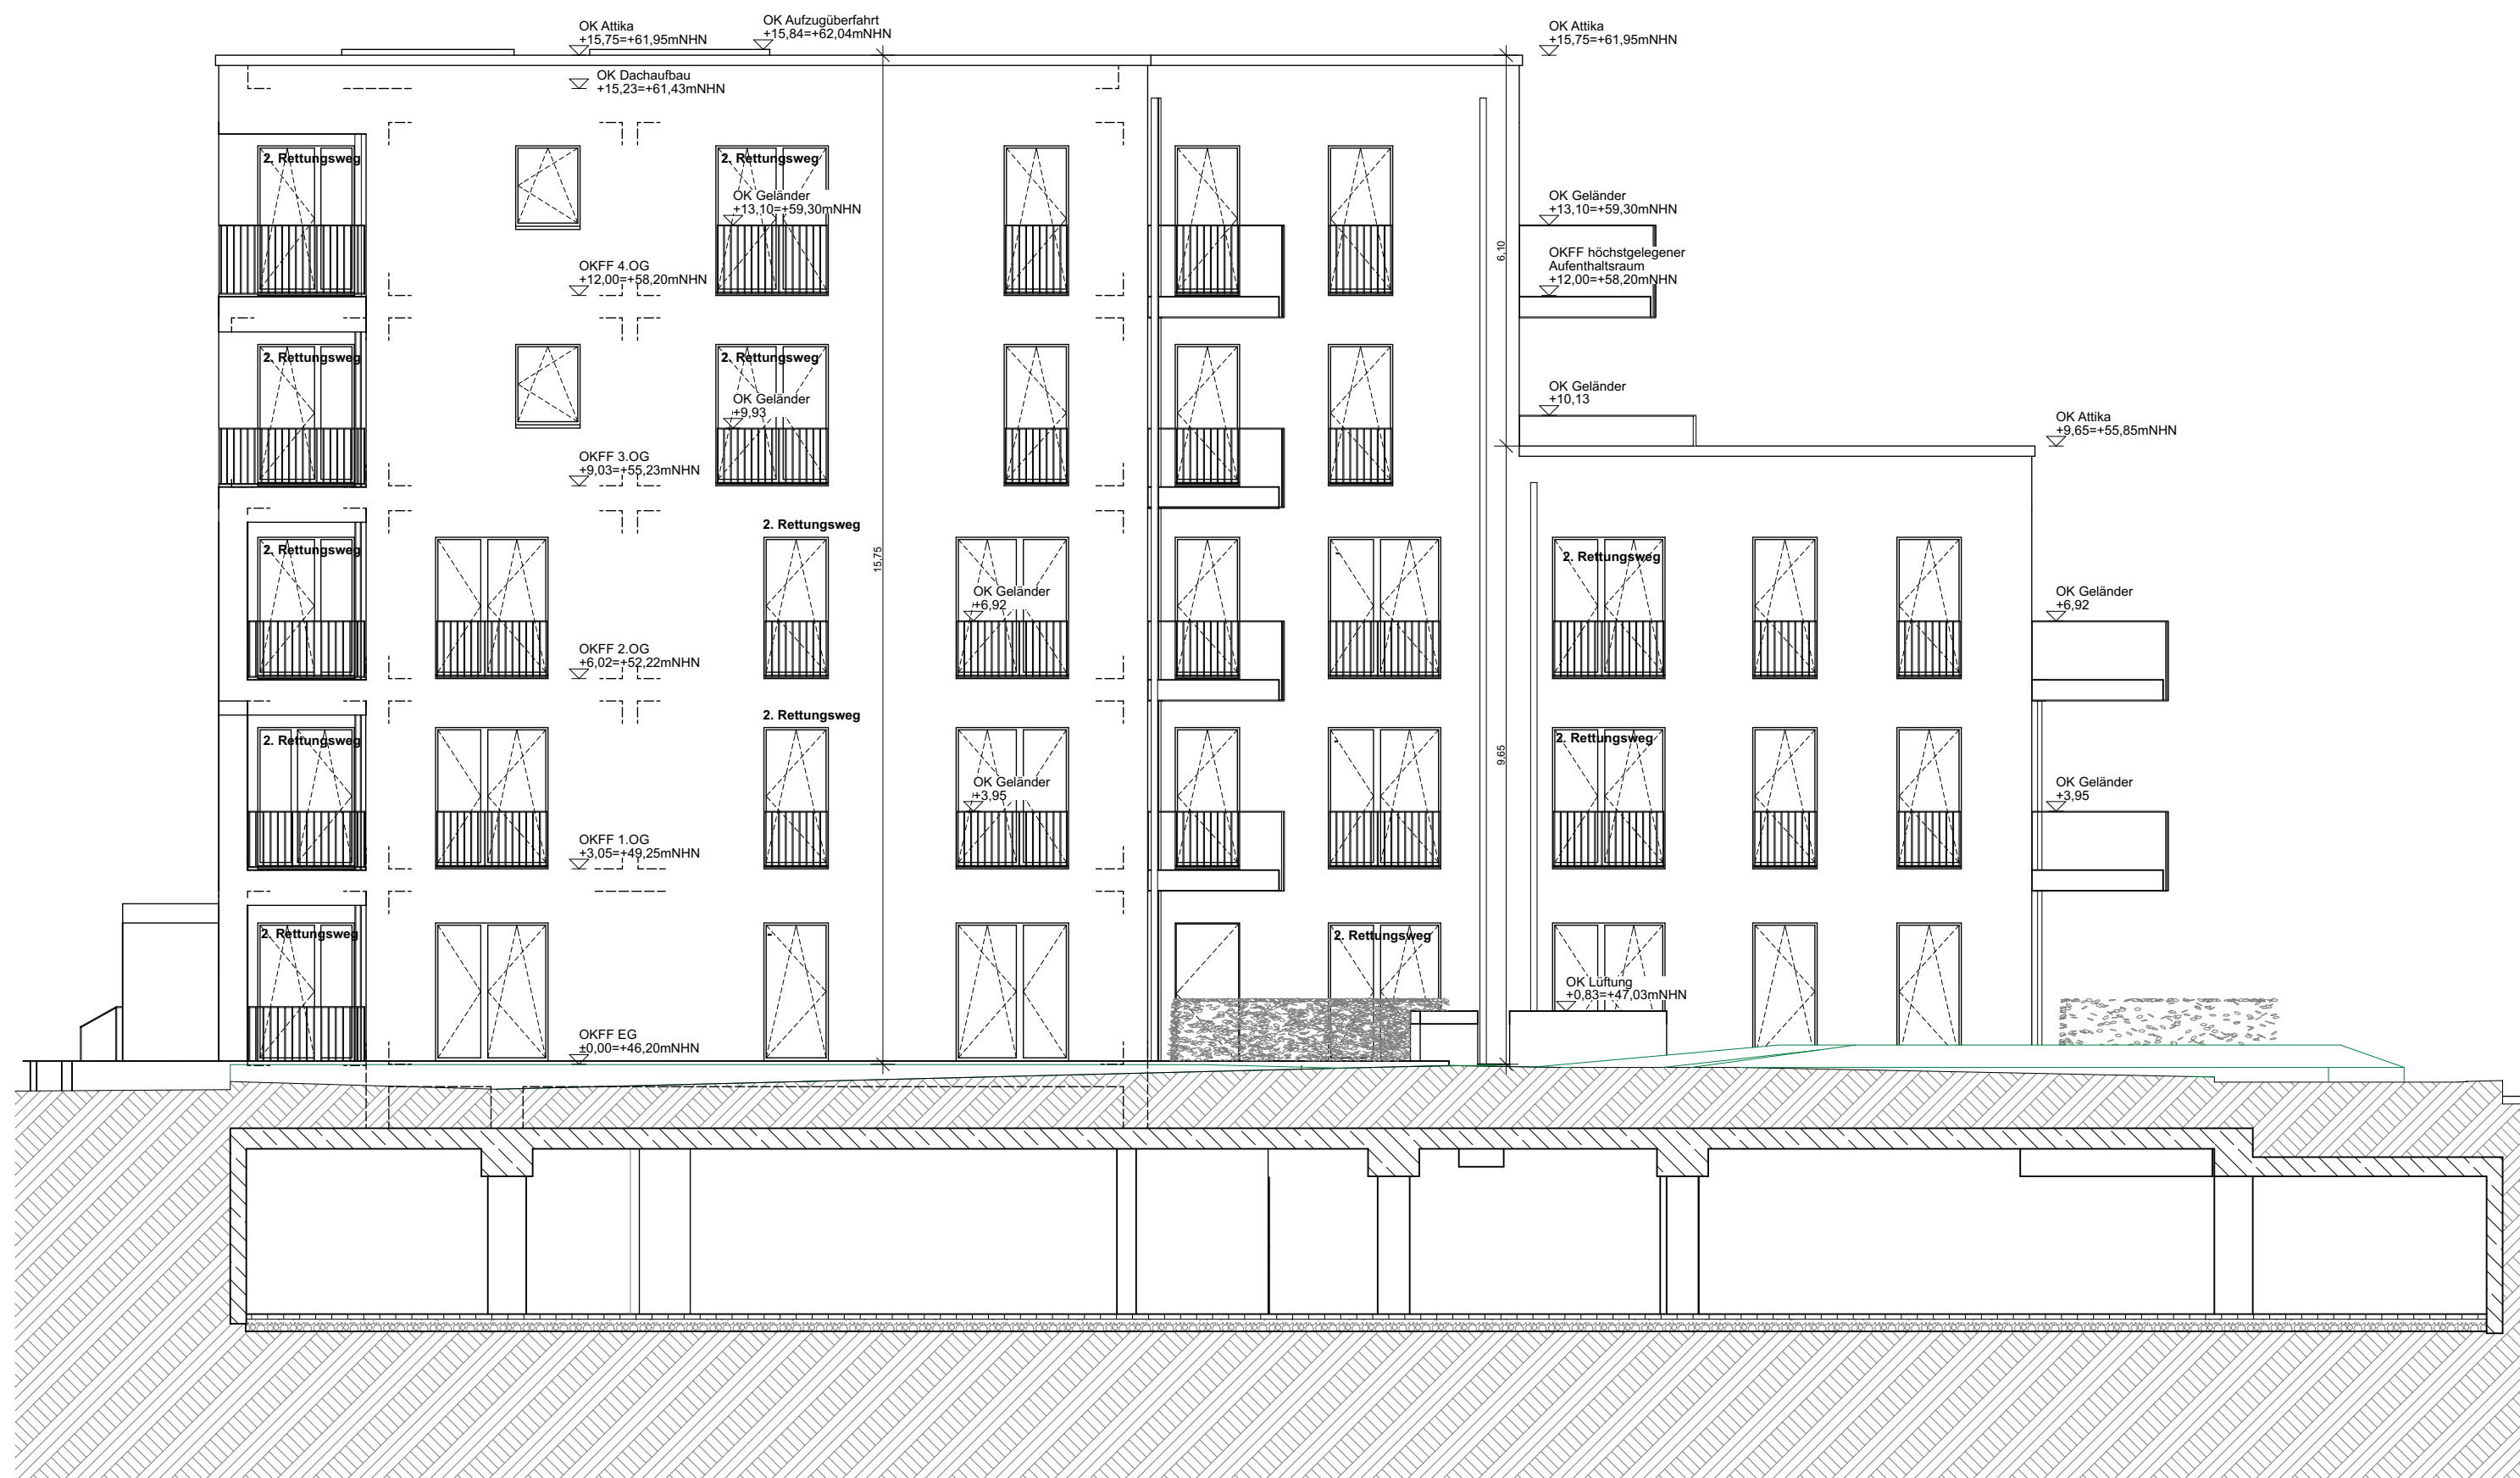 OK Attika
+15,75=+61,95mNHN
OK Aufzugüberfahrt
+15,84=+62,04mNHN
OK Attika
+15,75=+61,95mNHN
OK Dachaufbau
+15,23=+61,43mNHN
2. Rettungsweg
2. Rettungsweg
OK Geländer
+13,10=+59,30mNHN
OK Geländer
+13,10=+59,30mNHN
6,10
OKFF höchstgelegener
Aufenthaltsraum
+12,00=+58,20mNHN
OKFF 4.OG
+12,00=+58,20mNHN
2. Rettungsweg
2. Rettungsweg
OK Geländer
+9,93
OK Geländer
+10,13
OK Attika
+9,65=+55,85mNHN
OKFF 3.OG
+9,03=+55,23mNHN
2. Rettungsweg
2. Rettungsweg
15,75
2. Rettungsweg
OK Geländer
+6,92
OK Geländer
+6,92
OKFF 2.OG
+6,02=+52,22mNHN
2. Rettungsweg
2. Rettungsweg
2. Rettungsweg
9,65
OK Geländer
+3,95
OK Geländer
+3,95
OKFF 1.OG
+3,05=+49,25mNHN
2. Rettungsweg
2. Rettungsweg
OK Lüftung
+0,83=+47,03mNHN
OKFF EG
±0,00=+46,20mNHN